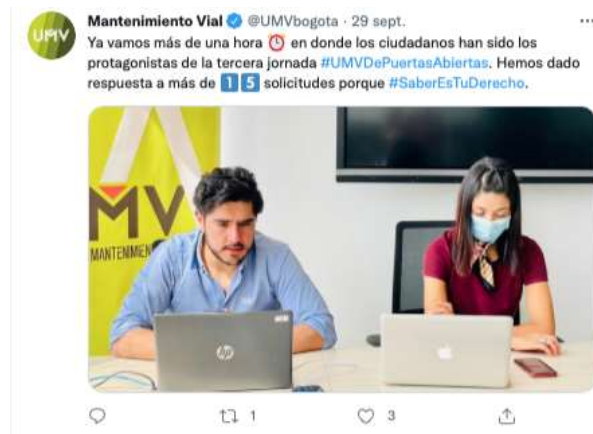 UMV
Mantenimiento Vial @UMVbogota · 29 sept.
Ya vamos más de una hora ⏰ en donde los ciudadanos han sido los
protagonistas de la tercera jornada #UMVDePuertasAbiertas. Hemos dado
respuesta a más de 1️⃣5️⃣ solicitudes porque #SaberEsTuDerecho.
MV
MANTENIMIEN
hp
1
3